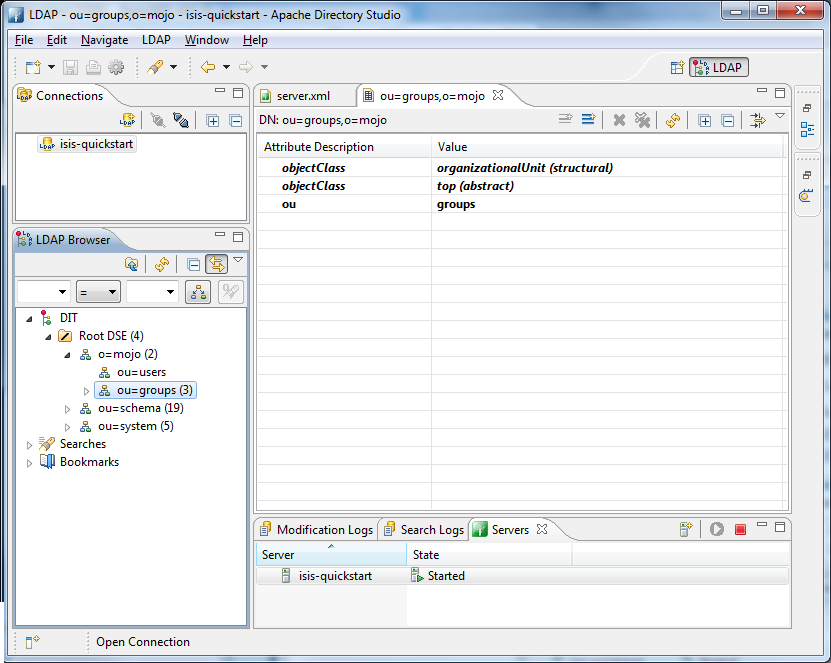 LDAP - ou=groups,o=mojo - isis-quickstart - Apache Directory Studio
File Edit Navigate LDAP Window Help
LDAP
Connections
isis-quickstart
LDAP Browser
=
DIT
Root DSE (4)
o=mojo (2)
ou=users
ou=groups (3)
ou=schema (19)
ou=system (5)
Searches
Bookmarks
server.xml ou=groups,o=mojo
DN: ou=groups,o=mojo
Attribute Description Value
objectClass organizationalUnit (structural)
objectClass top (abstract)
ou groups
Modification Logs Search Logs Servers
Server State
isis-quickstart Started
Open Connection